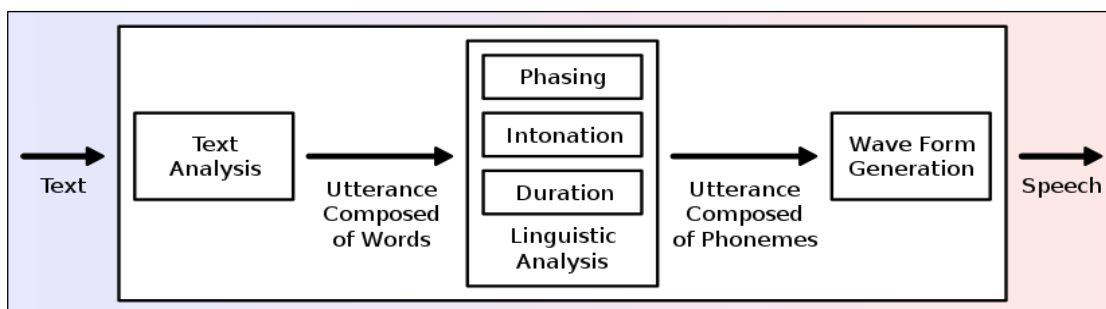 Text
Text
Analysis
Utterance
Composed
of Words
Phasing
Intonation
Duration
Linguistic
Analysis
Utterance
Composed
of Phonemes
Wave Form
Generation
Speech